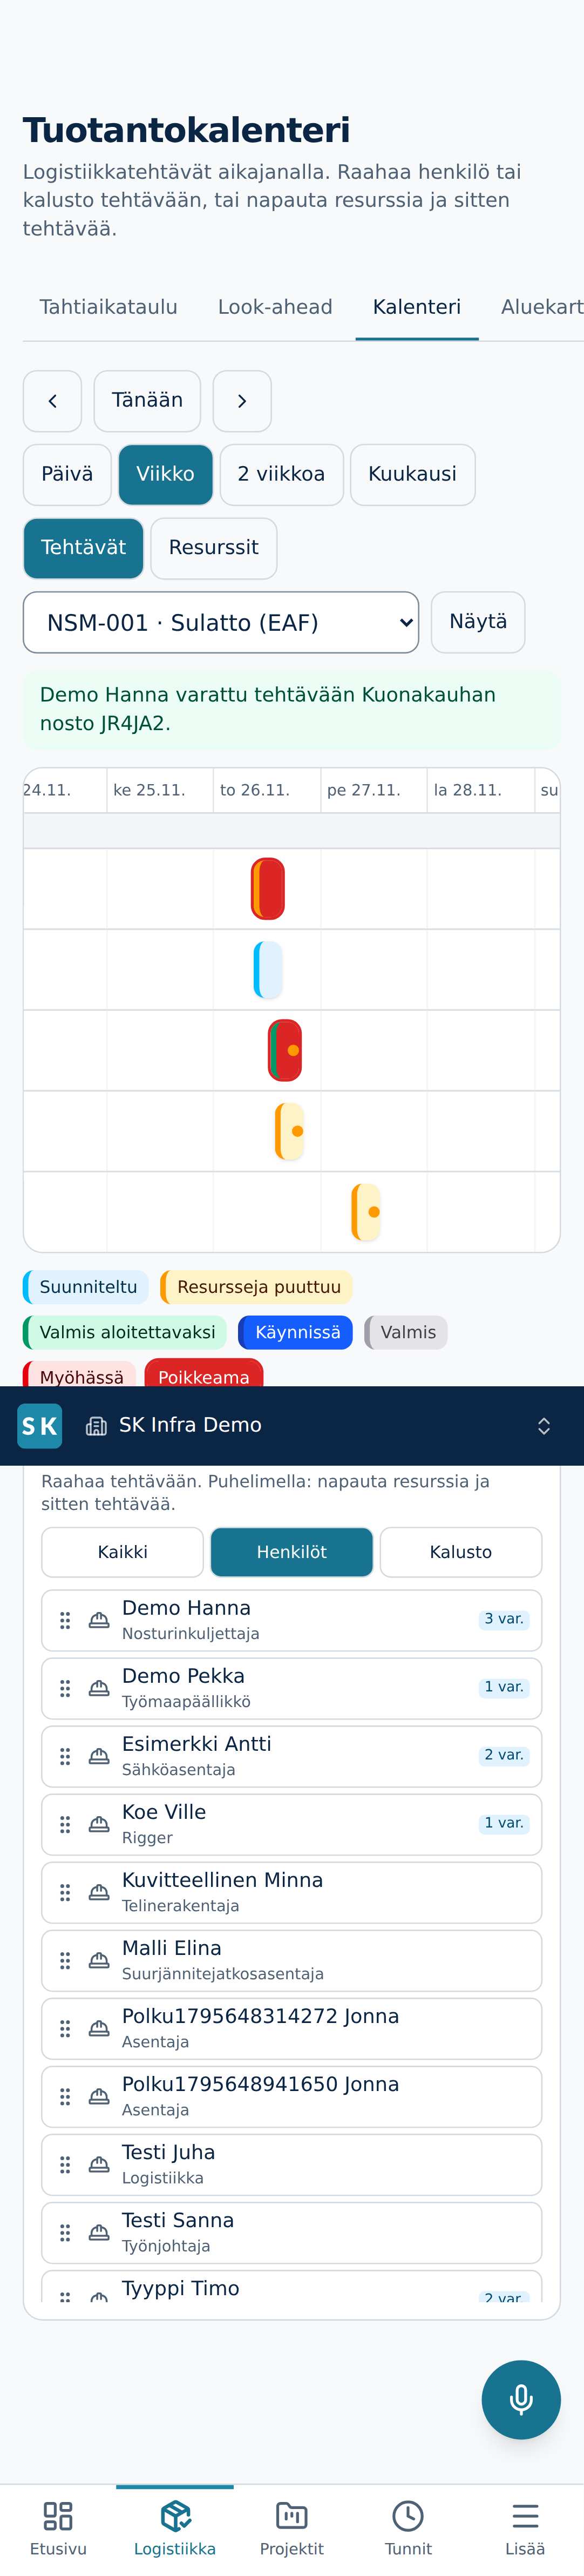 Tuotantokalenteri
Logistiikkatehtävät aikajanalla. Raahaa henkilö tai
kalusto tehtävään, tai napauta resurssia ja sitten
tehtävää.
Tahtiaikataulu Look-ahead Kalenteri Aluekart
Tänään
Päivä Viikko 2 viikkoa Kuukausi
Tehtävät Resurssit
NSM-001 · Sulatto (EAF) Näytä
Demo Hanna varattu tehtävään Kuonakauhan
nosto JR4JA2.
24.11. ke 25.11. to 26.11. pe 27.11. la 28.11. su
Suunniteltu Resursseja puuttuu
Valmis aloitettavaksi Käynnissä Valmis
Myöhässä Poikkeama
SK SK Infra Demo
Raahaa tehtävään. Puhelimella: napauta resurssia ja
sitten tehtävää.
Kaikki Henkilöt Kalusto
Demo Hanna
Nosturinkuljettaja
3 var.
Demo Pekka
Työmaapäällikkö
1 var.
Esimerkki Antti
Sähköasentaja
2 var.
Koe Ville
Rigger
1 var.
Kuvitteellinen Minna
Telinerakentaja
Malli Elina
Suurjännitejatkosasentaja
Polku1795648314272 Jonna
Asentaja
Polku1795648941650 Jonna
Asentaja
Testi Juha
Logistiikka
Testi Sanna
Työnjohtaja
Tyyppi Timo
2 var.
Etusivu Logistiikka Projektit Tunnit Lisää